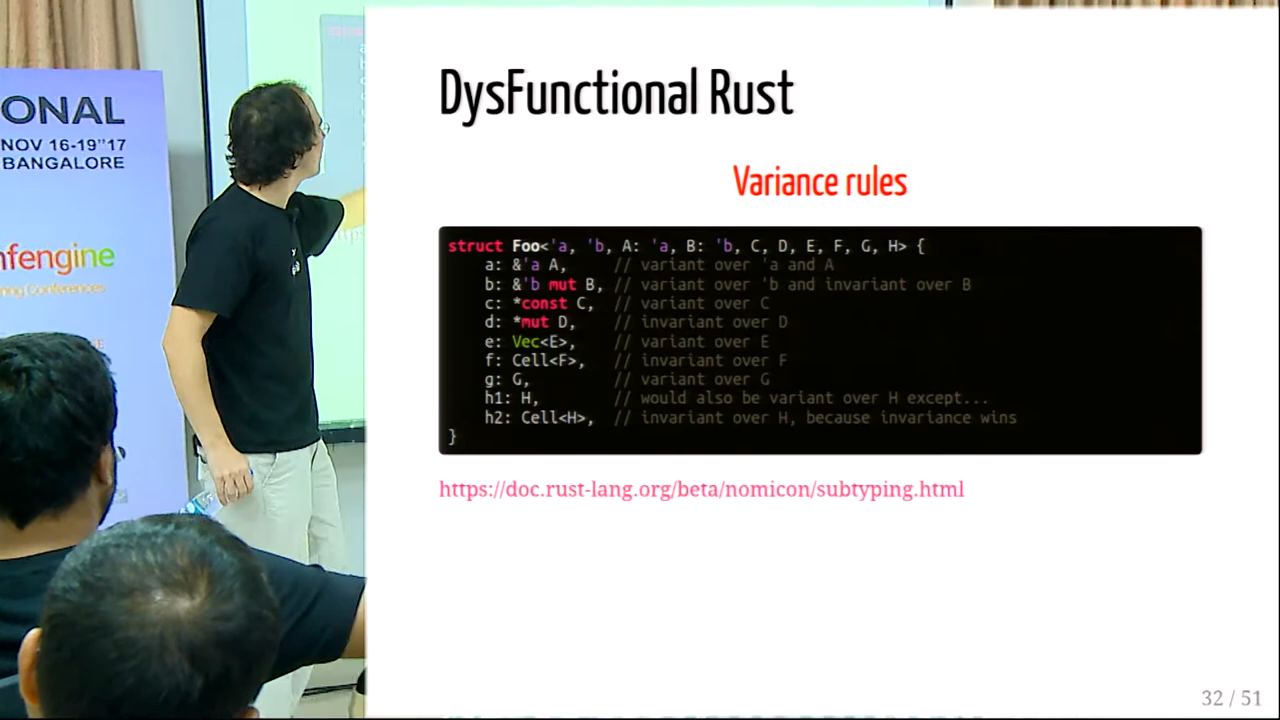 ONAL
NOV 16-19"17
BANGALORE
nfengine
DysFunctional Rust
Variance rules
struct Foo<'a, 'b, A: 'a, B: 'b, C, D, E, F, G, H> {
a: &'a A, // variant over 'a and A
b: &'b mut B, // variant over 'b and invariant over B
c: *const C, // variant over C
d: *mut D, // invariant over D
e: Vec<E>, // variant over E
f: Cell<F>, // invariant over F
g: G, // variant over G
h1: H, // would also be variant over H except...
h2: Cell<H>, // invariant over H, because invariance wins
}
https://doc.rust-lang.org/beta/nomicon/subtyping.html
32 / 51